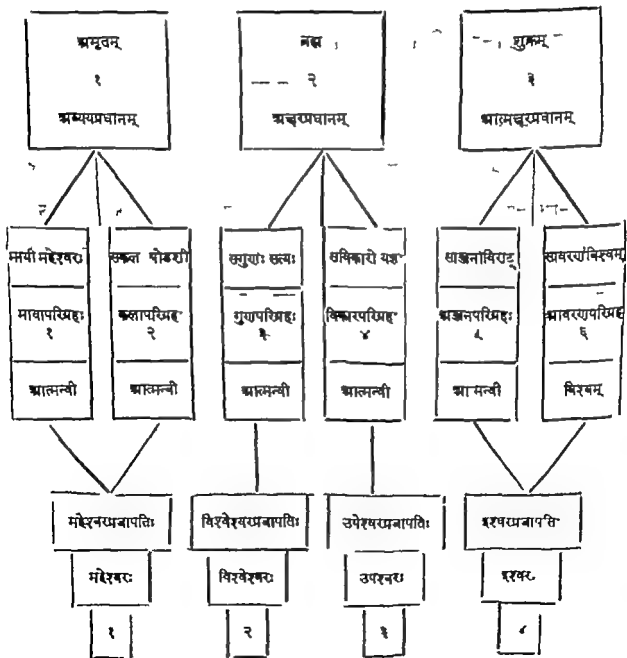 अमृतम्
१
अव्ययप्रधानम्
ब्रह्म
२
अक्षरप्रधानम्
शुक्रम्
३
आत्मक्षरप्रधानम्
मायी महेश्वरः
मायापरिग्रहः
१
आत्मन्वी
सकल षोडशी
कलापरिग्रहः
२
आत्मन्वी
सगुणः सत्यः
गुणपरिग्रहः
३
आत्मन्वी
सविकारो यज्ञः
विकारपरिग्रहः
४
आत्मन्वी
साञ्जनोविराट्
अञ्जनपरिग्रहः
५
आत्मन्वी
सावरणंविश्वम्
आवरणपरिग्रहः
६
विश्वम्
महेश्वरप्रजापतिः
विश्वेश्वरप्रजापतिः
उपेश्वरप्रजापतिः
ईश्वरप्रजापतिः
महेश्वरः
विश्वेश्वरः
उपेश्वरः
ईश्वरः
१
२
३
४